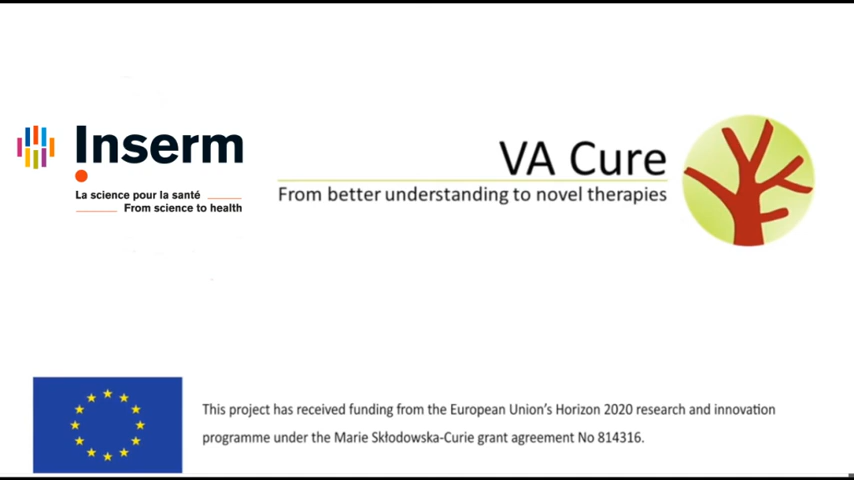 Inserm
La science pour la santé
From science to health
VA Cure
From better understanding to novel therapies
This project has received funding from the European Union's Horizon 2020 research and innovation
programme under the Marie Skłodowska-Curie grant agreement No 814316.